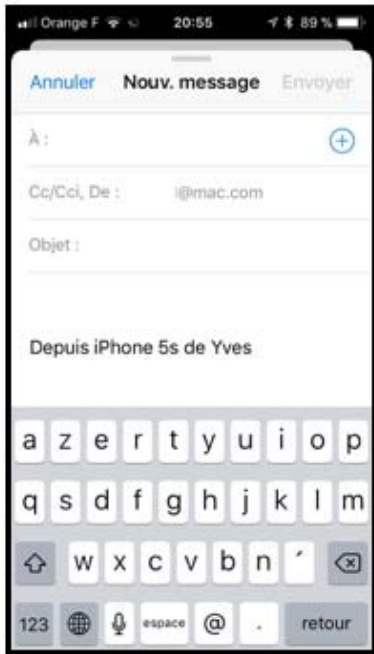 Orange F 20:55 89 %
Annuler Nouv. message Envoyer
À :
Cc/Cci, De : @mac.com
Objet :
Depuis iPhone 5s de Yves
a z e r t y u i o p
q s d f g h j k l m
w x c v b n ´
123 espace @ . retour